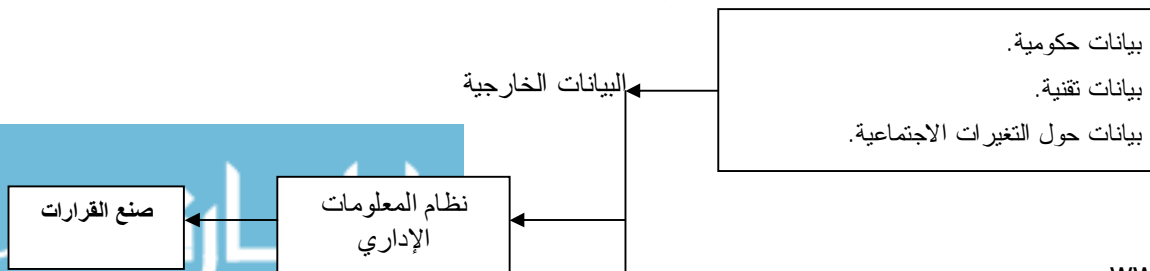 بيانات حكومية.
بيانات تقنية.
بيانات حول التغيرات الاجتماعية.
البيانات الخارجية
نظام المعلومات
الإداري
صنع القرارات